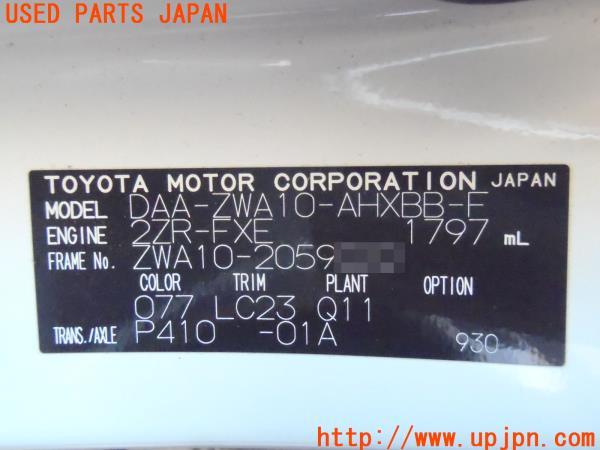 USED PARTS JAPAN
TOYOTA MOTOR CORPORATION JAPAN
MODEL DAA-ZWA10-AHXBB-F
ENGINE 2ZR-FXE 1797 mL
FRAME No. ZWA10-2059
COLOR TRIM PLANT OPTION
077 LC23 Q11
TRANS./AXLE P410 -01A 930
http://www.upjpn.com